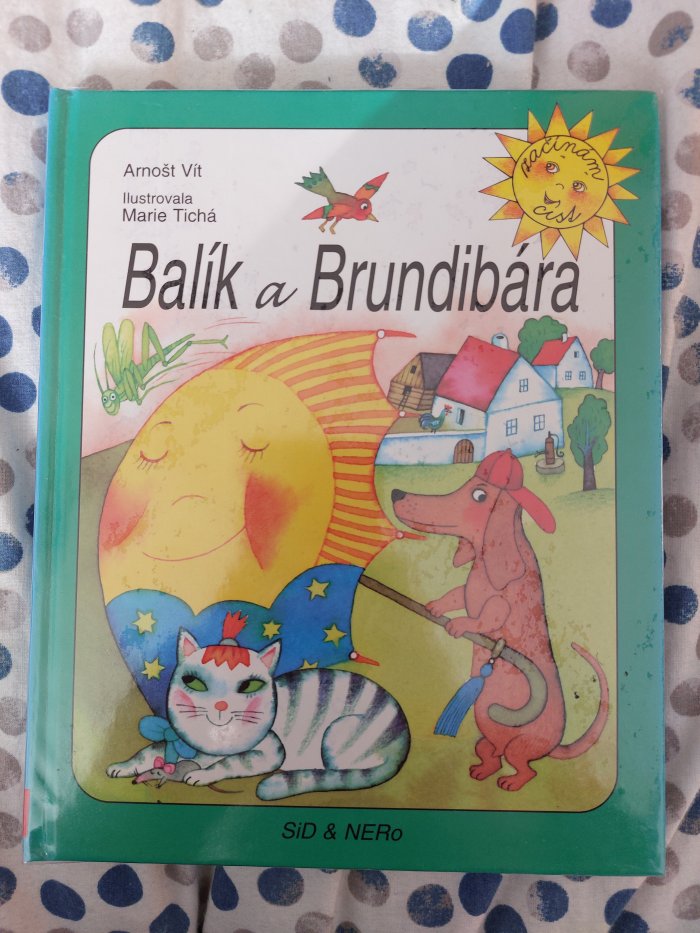 Arnošt Vít
Ilustrovala
Marie Tichá
začínám
číst
Balík a Brundibára
SiD & NERo